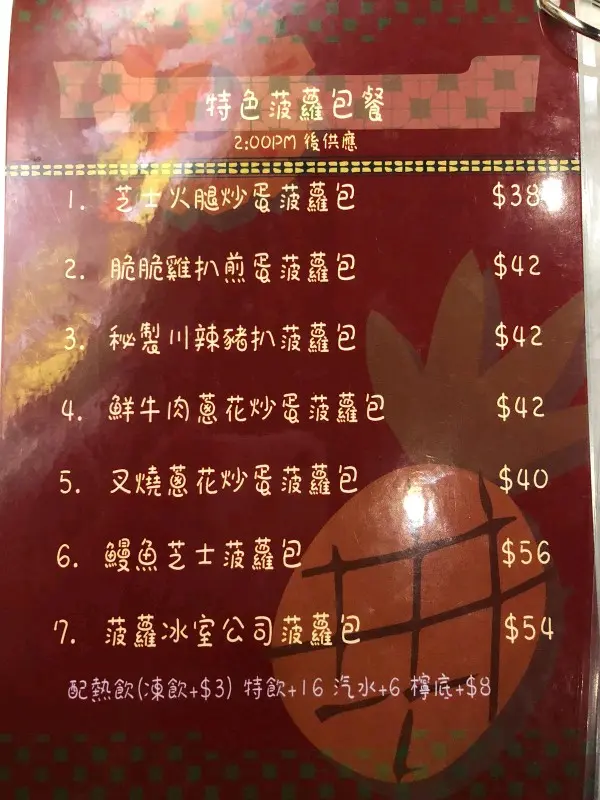 特色菠蘿包餐
2:00PM 後供應
1. 芝士火腿炒蛋菠蘿包 $38
2. 脆脆雞扒煎蛋菠蘿包 $42
3. 秘製川辣豬扒菠蘿包 $42
4. 鮮牛肉蔥花炒蛋菠蘿包 $42
5. 叉燒蔥花炒蛋菠蘿包 $40
6. 鰻魚芝士菠蘿包 $56
7. 菠蘿冰室公司菠蘿包 $54
配熱飲(凍飲+$3) 特飲+16 汽水+6 檸底+$8